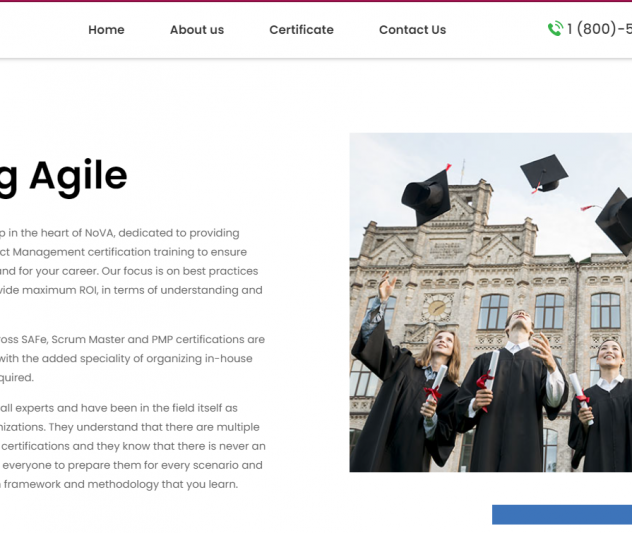 Home About us Certificate Contact Us 1 (800)-5
g Agile
p in the heart of NoVA, dedicated to providing
ct Management certification training to ensure
and for your career. Our focus is on best practices
vide maximum ROI, in terms of understanding and
ross SAFe, Scrum Master and PMP certifications are
with the added speciality of organizing in-house
quired.
all experts and have been in the field itself as
nizations. They understand that there are multiple
certifications and they know that there is never an
everyone to prepare them for every scenario and
framework and methodology that you learn.